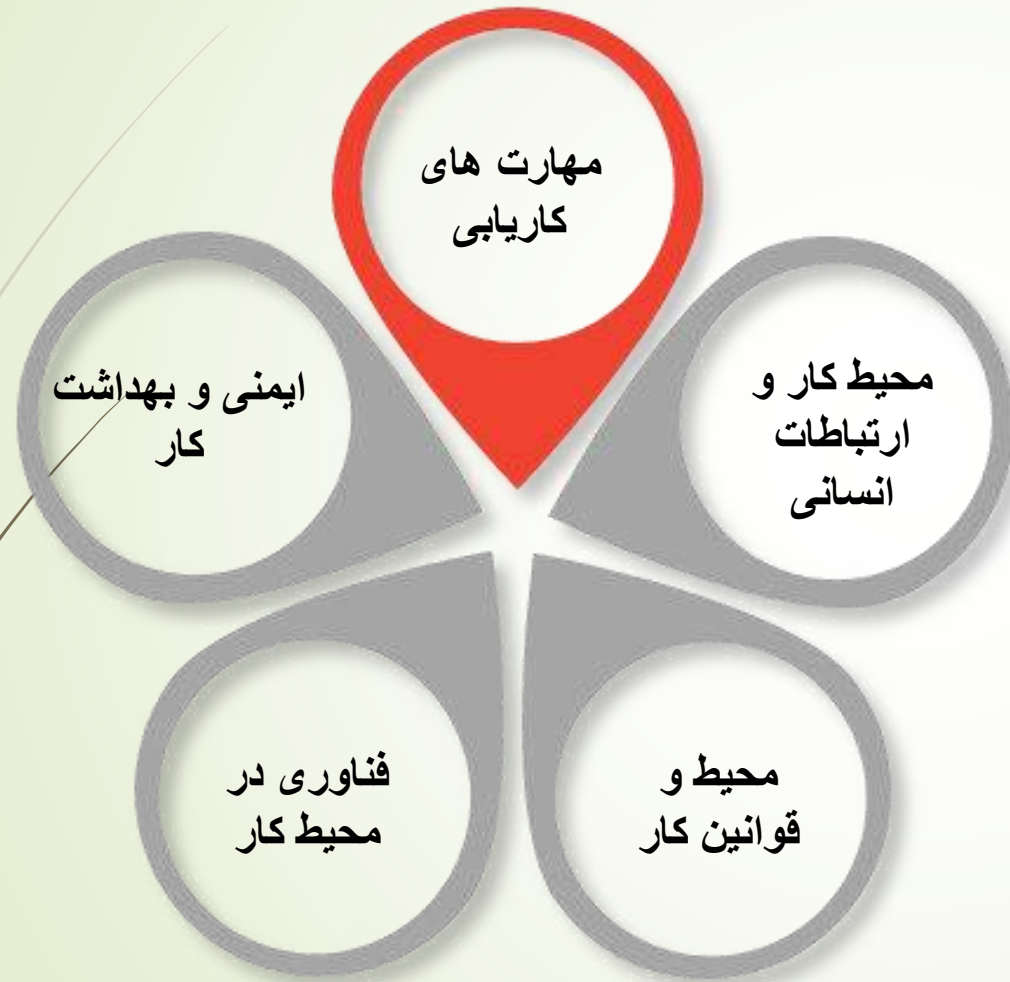 مهارت های
کاریابی
محیط کار و
ارتباطات
انسانی
ایمنی و بهداشت
کار
محیط و
قوانین کار
فناوری در
محیط کار